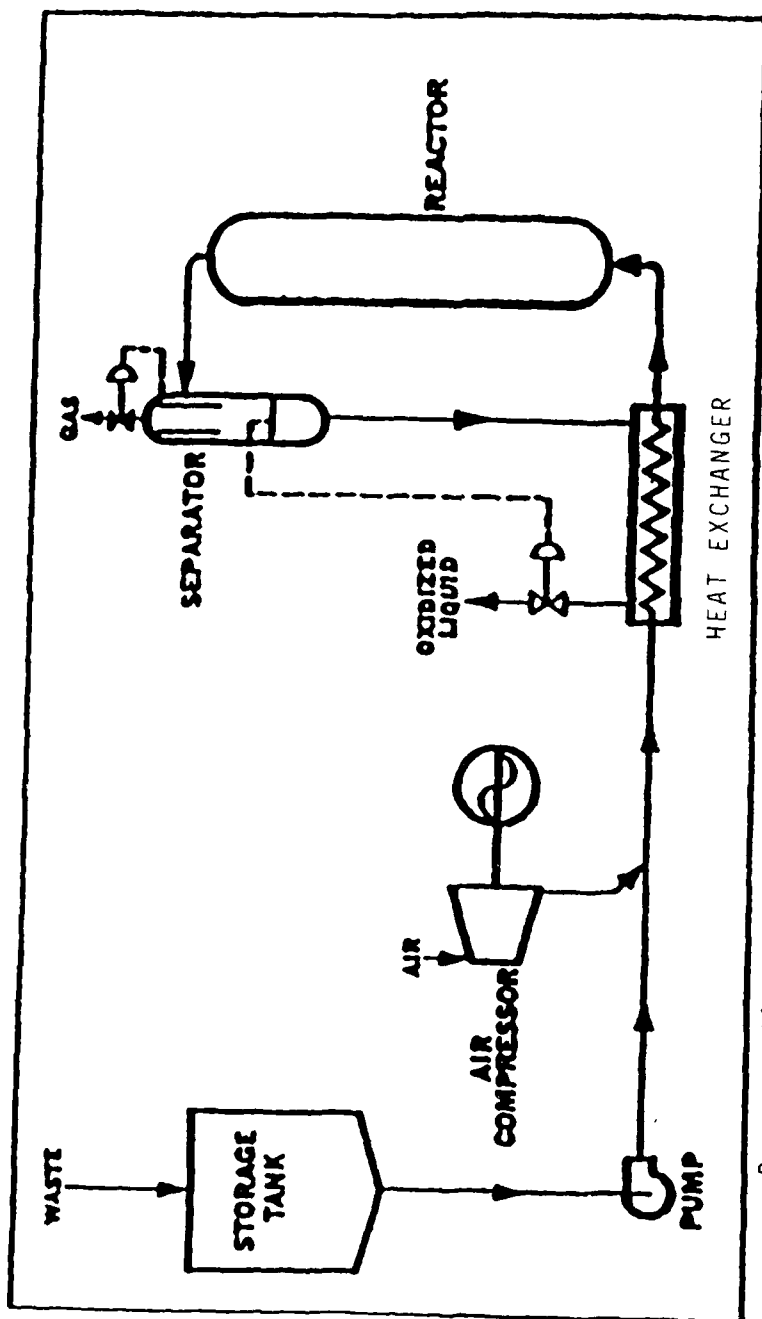 WASTE
STORAGE
TANK
PUMP
AIR
AIR
COMPRESSOR
OXIDIZED
LIQUID
GAS
SEPARATOR
HEAT EXCHANGER
REACTOR